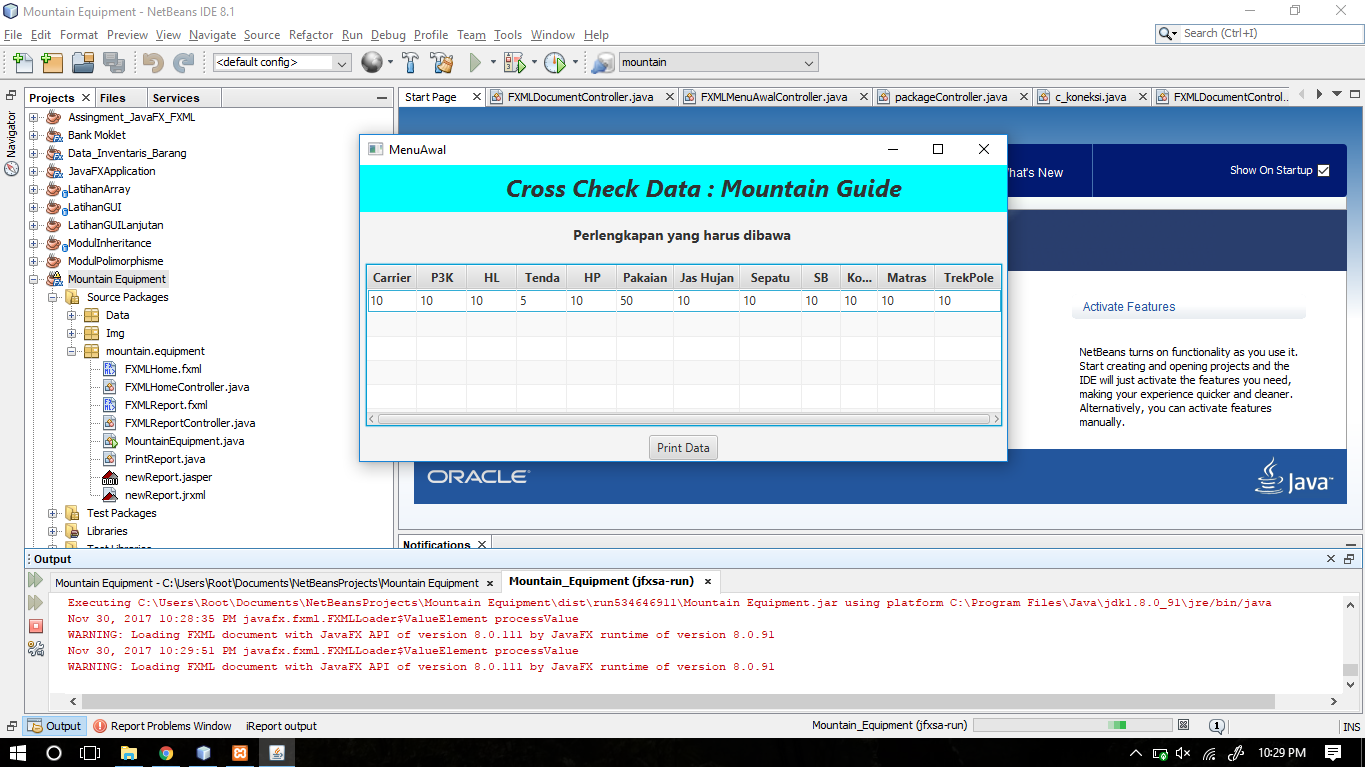 Mountain Equipment - NetBeans IDE 8.1
File Edit Format Preview View Navigate Source Refactor Run Debug Profile Team Tools Window Help
Search (Ctrl+I)
<default config>
mountain
Projects
Files
Services
Start Page
FXMLDocumentController.java
FXMLMenuAwalController.java
packageController.java
c_koneksi.java
FXMLDocumentControl...
Navigator
Assingment_JavaFX_FXML
Bank Moklet
Data_Inventaris_Barang
JavaFXApplication
LatihanArray
LatihanGUI
LatihanGUILanjutan
ModulInheritance
ModulPolimorphisme
Mountain Equipment
Source Packages
Data
Img
mountain.equipment
FXMLHome.fxml
FXMLHomeController.java
FXMLReport.fxml
FXMLReportController.java
MountainEquipment.java
PrintReport.java
newReport.jasper
newReport.jrxml
Test Packages
Libraries
Test Libraries
MenuAwal
Cross Check Data : Mountain Guide
Perlengkapan yang harus dibawa
Carrier P3K HL Tenda HP Pakaian Jas Hujan Sepatu SB Ko... Matras TrekPole
10 10 10 5 10 50 10 10 10 10 10 10
Print Data
hat's New
Show On Startup
Activate Features
NetBeans turns on functionality as you use it.
Start creating and opening projects and the
IDE will just activate the features you need,
making your experience quicker and cleaner.
Alternatively, you can activate features
manually.
ORACLE
Java
Notifications
Output
Mountain Equipment - C:\Users\Root\Documents\NetBeansProjects\Mountain Equipment
Mountain_Equipment (jfxsa-run)
Executing C:\Users\Root\Documents\NetBeansProjects\Mountain Equipment\dist\run534646911\Mountain Equipment.jar using platform C:\Program Files\Java\jdk1.8.0_91\jre/bin/java
Nov 30, 2017 10:28:35 PM javafx.fxml.FXMLLoader$ValueElement processValue
WARNING: Loading FXML document with JavaFX API of version 8.0.111 by JavaFX runtime of version 8.0.91
Nov 30, 2017 10:29:51 PM javafx.fxml.FXMLLoader$ValueElement processValue
WARNING: Loading FXML document with JavaFX API of version 8.0.111 by JavaFX runtime of version 8.0.91
Output
Report Problems Window
iReport output
Mountain_Equipment (jfxsa-run)
1
INS
10:29 PM